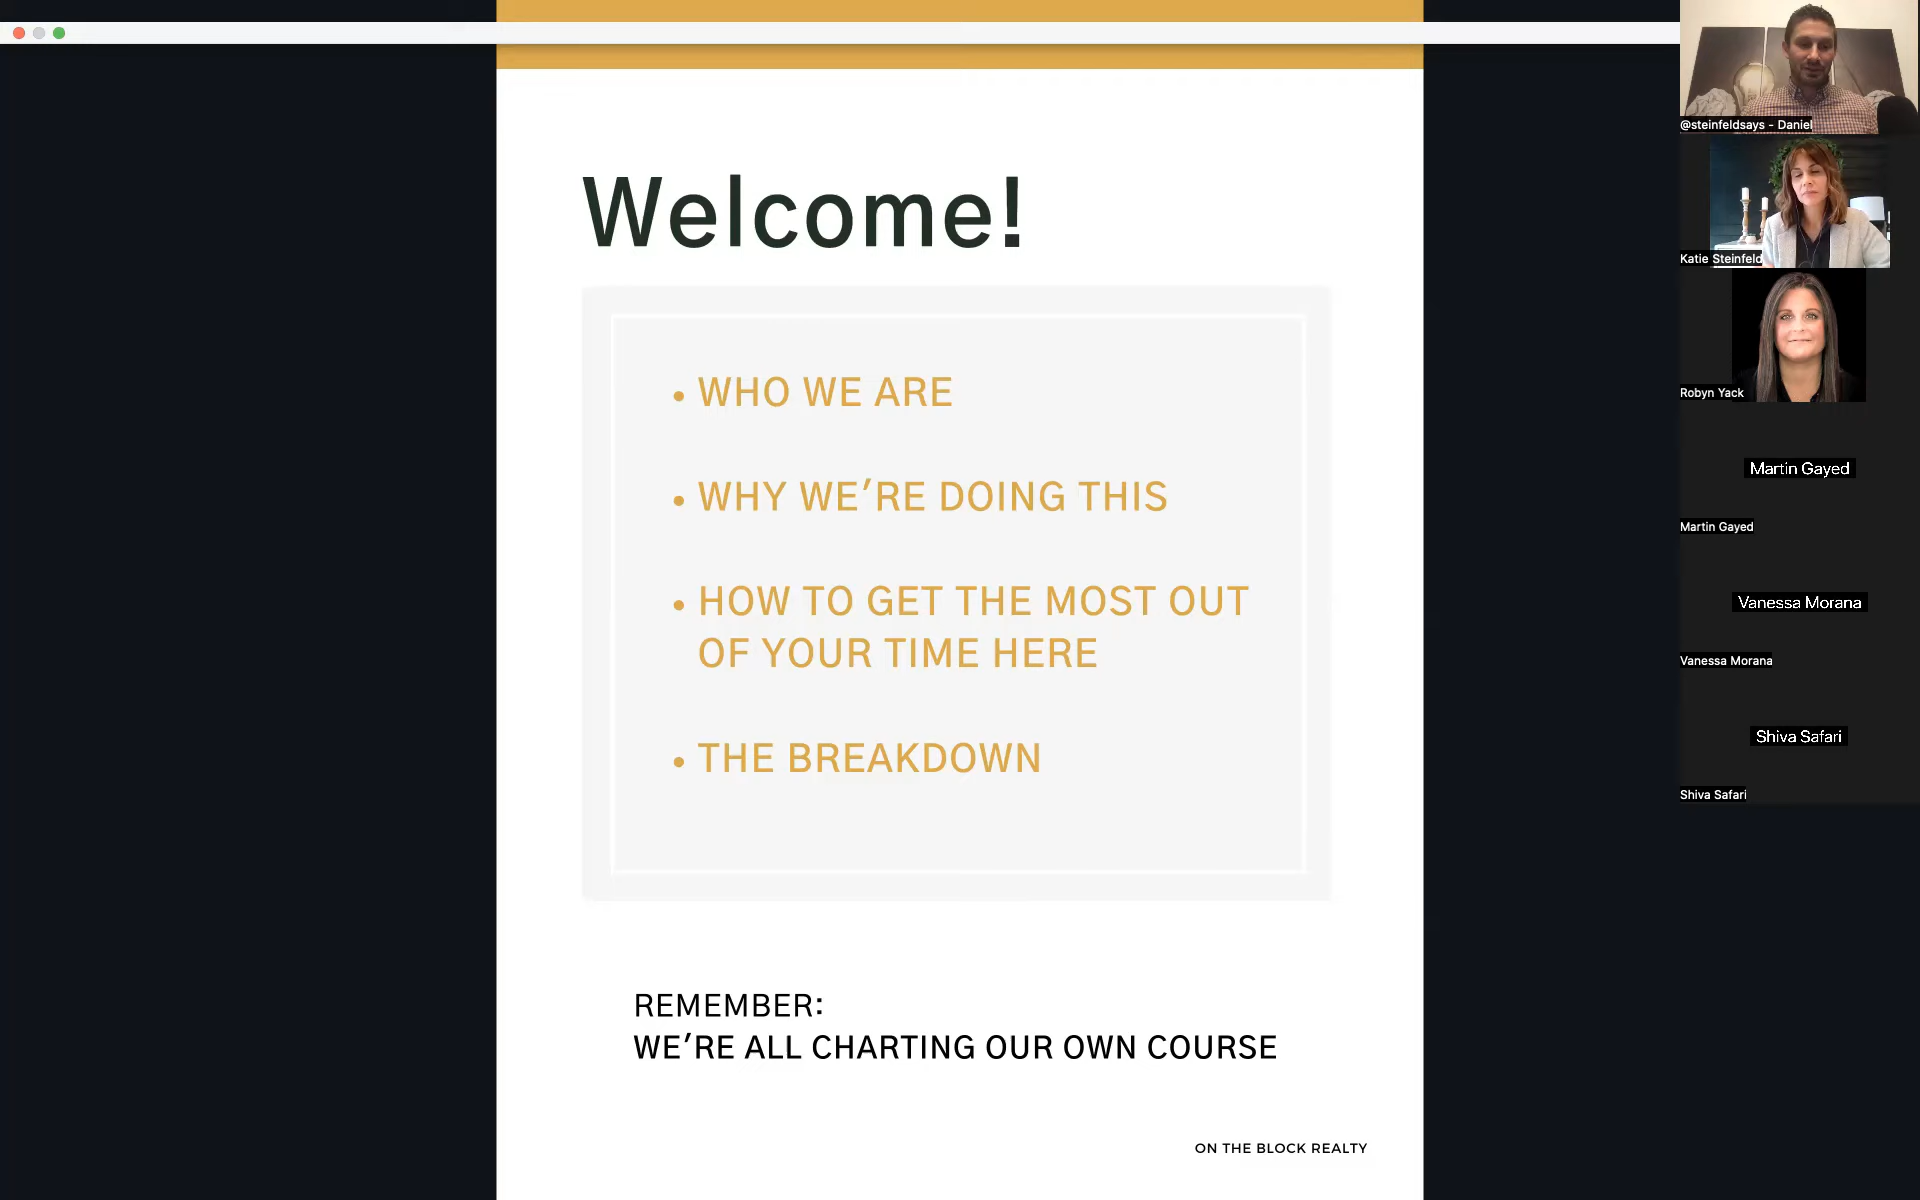 Welcome!
• WHO WE ARE
• WHY WE'RE DOING THIS
• HOW TO GET THE MOST OUT
OF YOUR TIME HERE
• THE BREAKDOWN
REMEMBER:
WE'RE ALL CHARTING OUR OWN COURSE
ON THE BLOCK REALTY
@steinfeldsays - Daniel
Katie Steinfeld
Robyn Yack
Martin Gayed
Martin Gayed
Vanessa Morana
Vanessa Morana
Shiva Safari
Shiva Safari